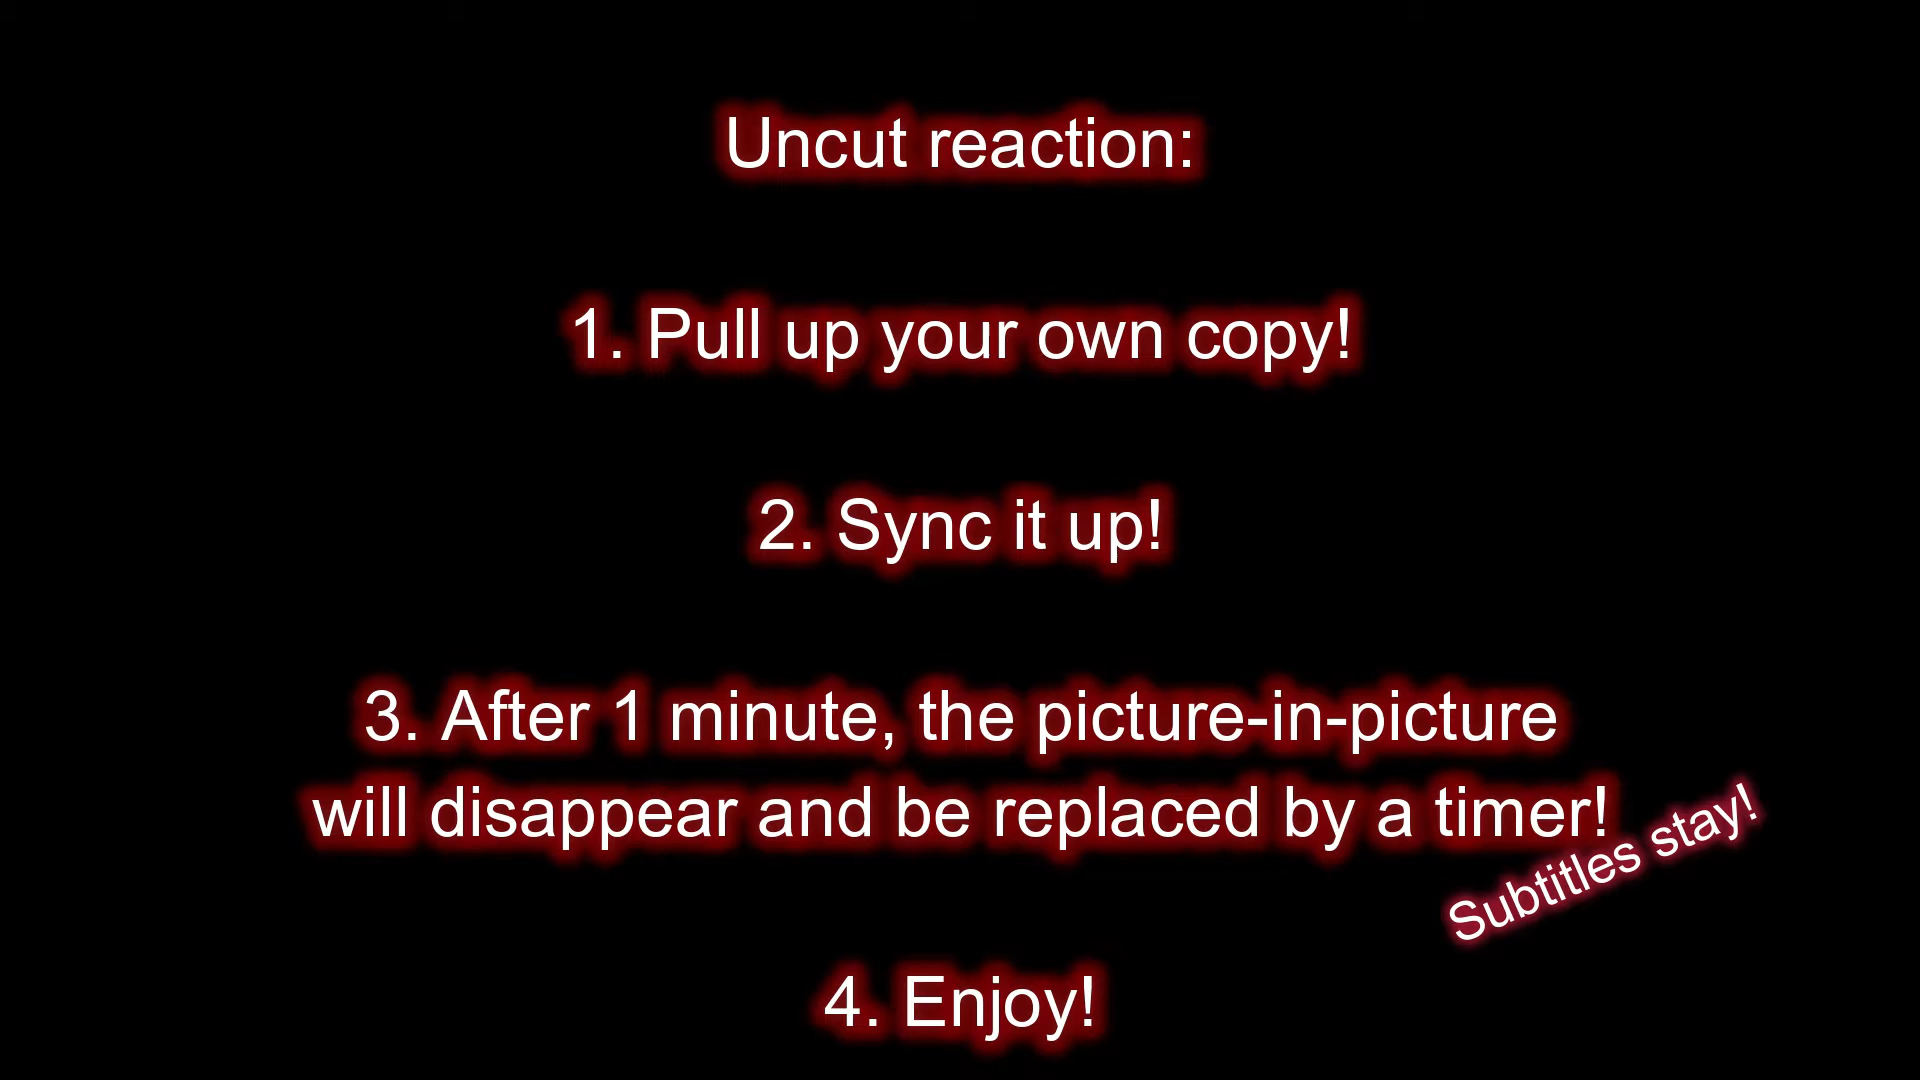 Uncut reaction:
1. Pull up your own copy!
2. Sync it up!
3. After 1 minute, the picture-in-picture
will disappear and be replaced by a timer!
Subtitles stay!
4. Enjoy!